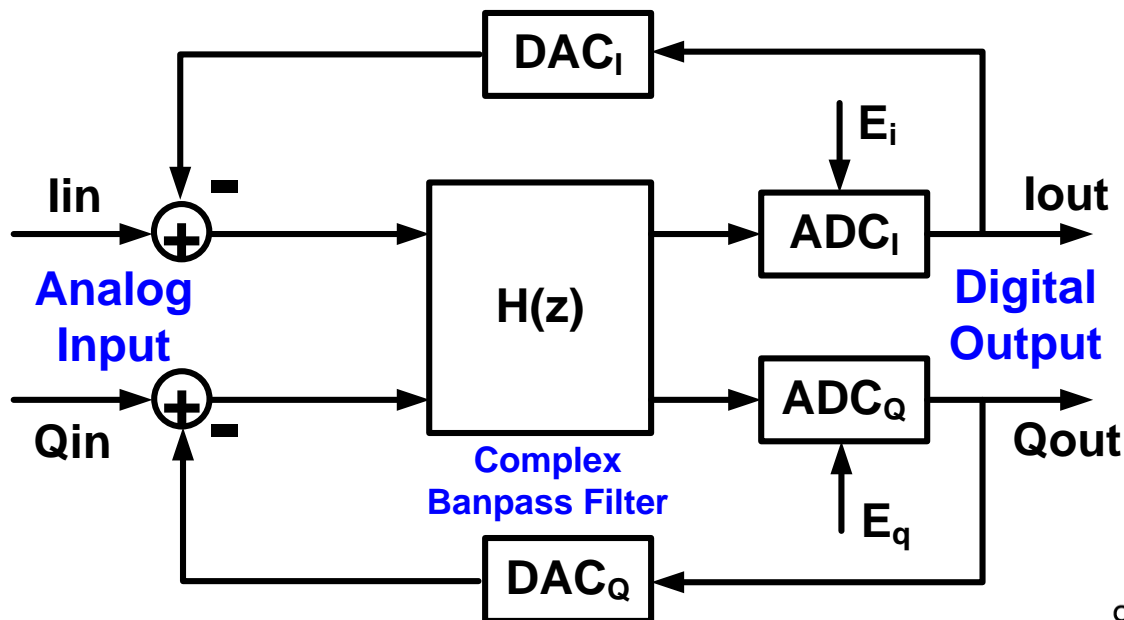 DAC_I
E_i
Iin
Iout
ADC_I
Analog
Input
H(z)
Digital
Output
ADC_Q
Qin
Qout
Complex
Banpass Filter
E_q
DAC_Q